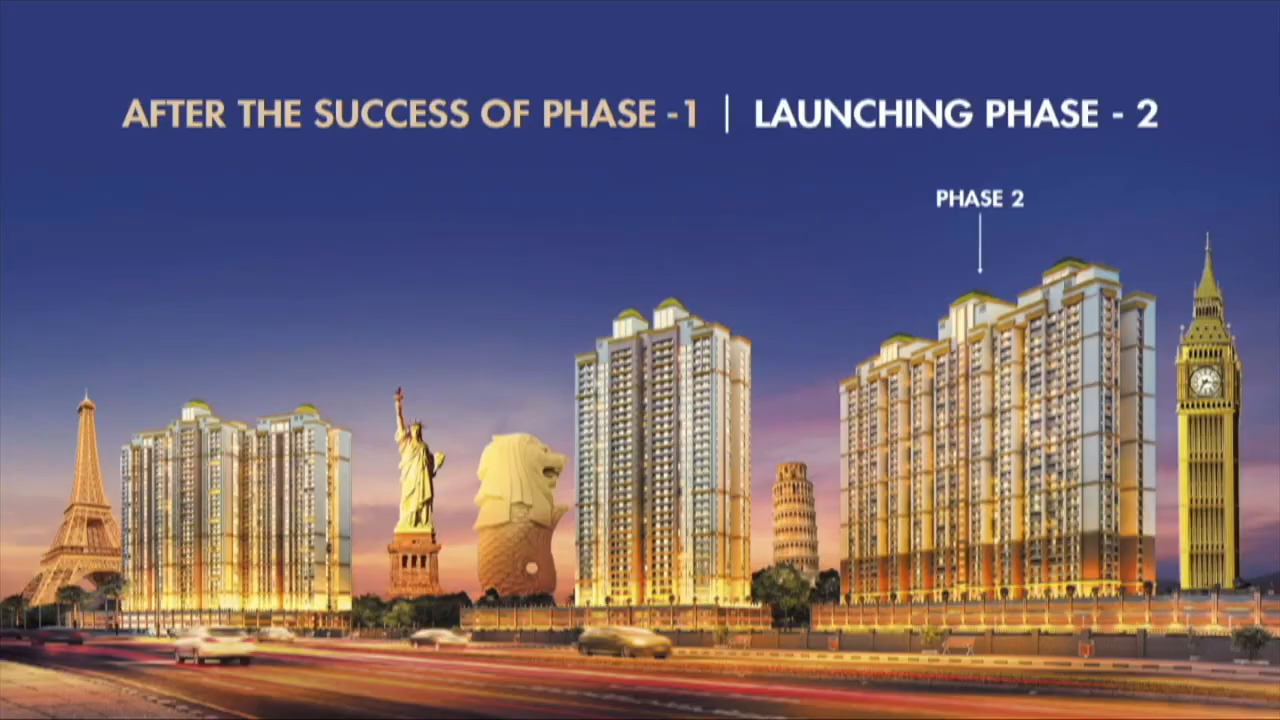 AFTER THE SUCCESS OF PHASE -1 | LAUNCHING PHASE - 2
PHASE 2